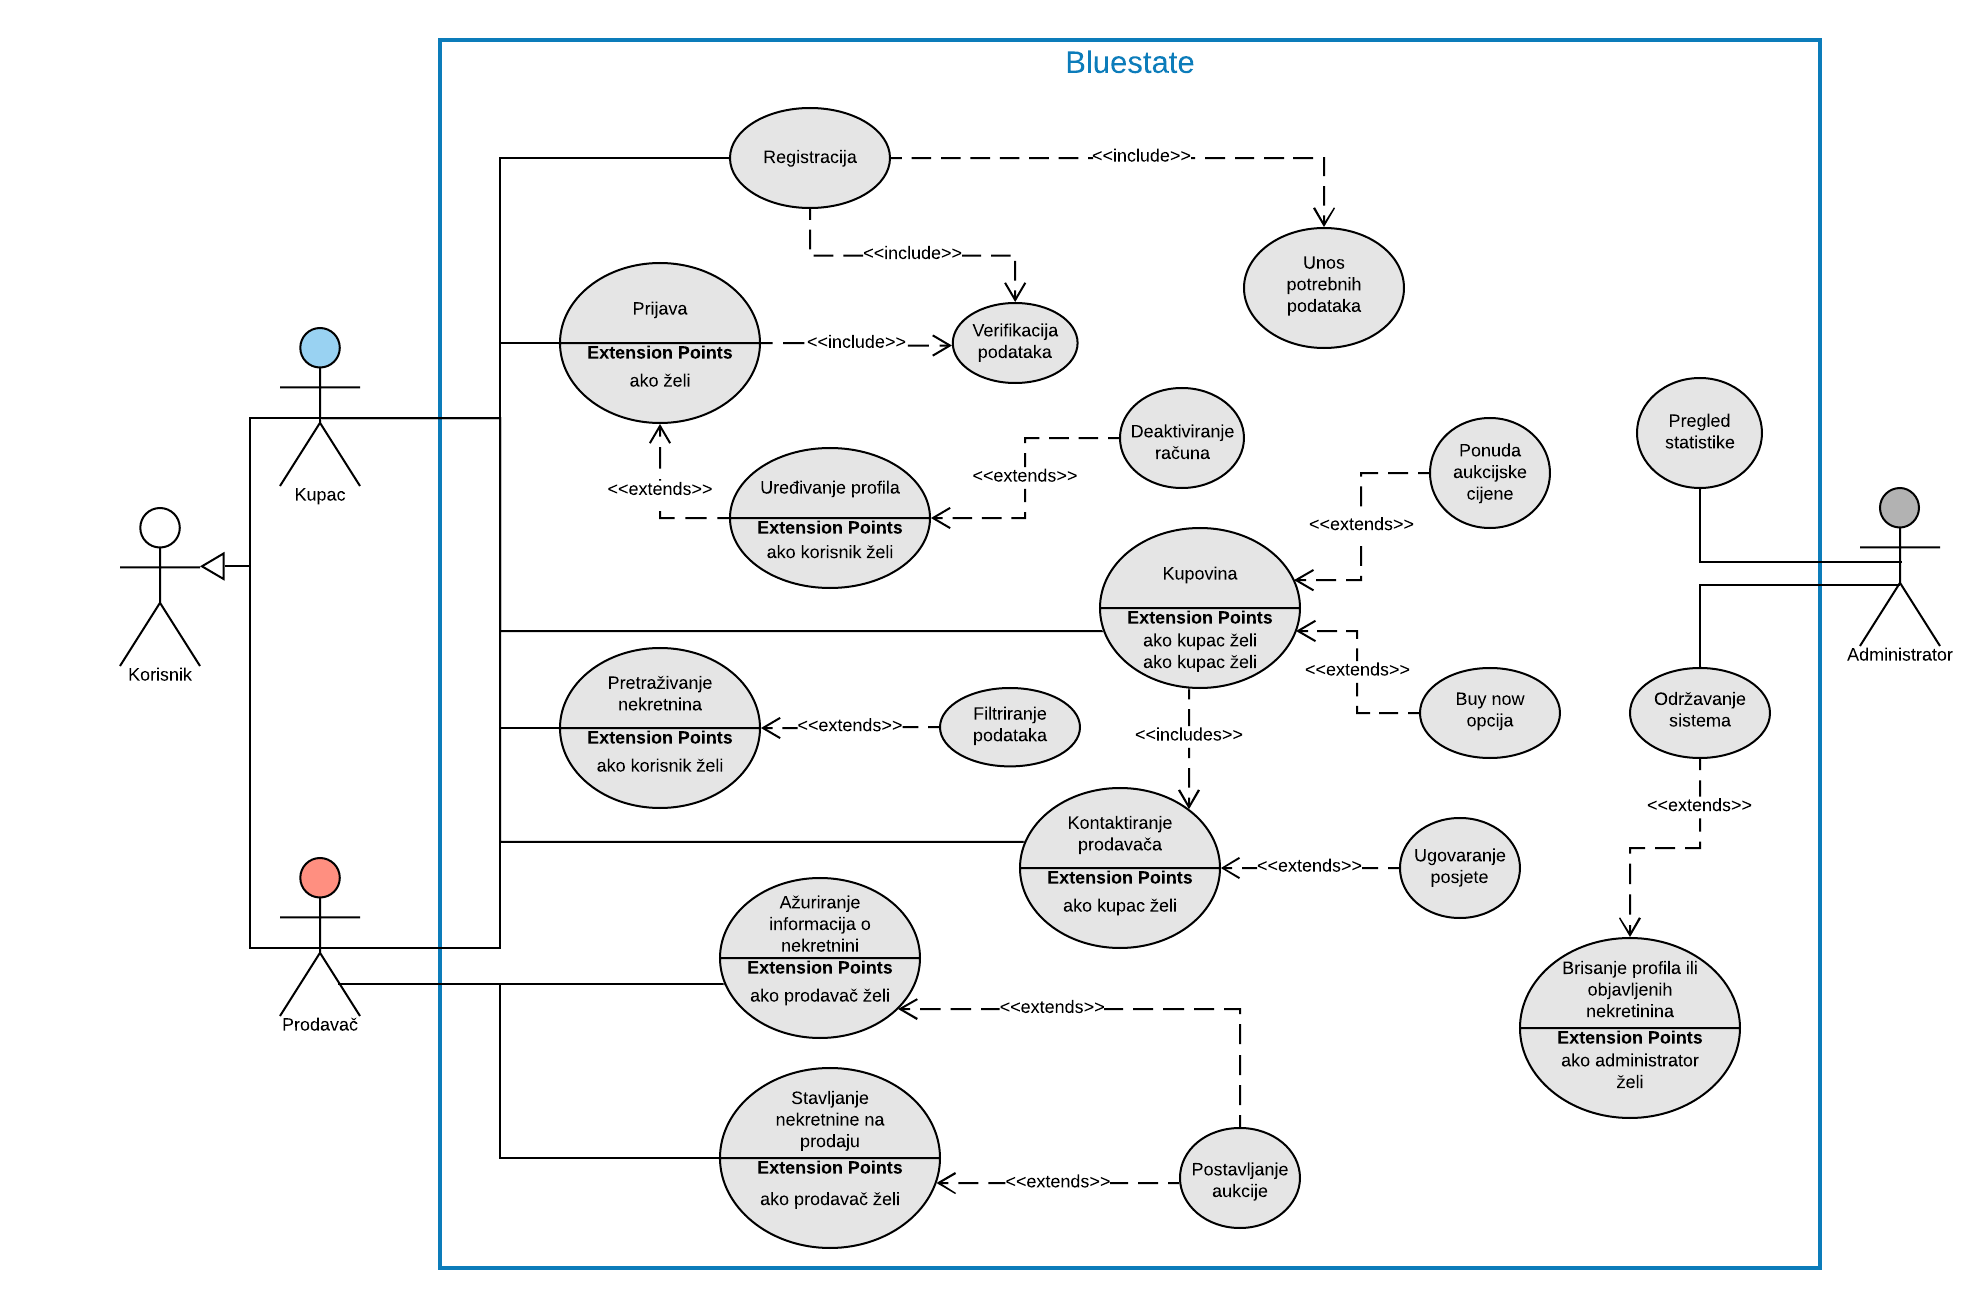 Bluestate
Registracija
<<include>>
<<include>>
Unos
potrebnih
podataka
Prijava
Extension Points
ako želi
<<include>>
Verifikacija
podataka
Kupac
Korisnik
<<extends>>
Uređivanje profila
Extension Points
ako korisnik želi
<<extends>>
Deaktiviranje
računa
Ponuda
aukcijske
cijene
<<extends>>
Pregled
statistike
Administrator
Kupovina
Extension Points
ako kupac želi
ako kupac želi
<<extends>>
Buy now
opcija
Održavanje
sistema
Pretraživanje
nekretnina
Extension Points
ako korisnik želi
<<extends>>
Filtriranje
podataka
<<includes>>
<<extends>>
Kontaktiranje
prodavača
Extension Points
ako kupac želi
<<extends>>
Ugovaranje
posjete
Prodavač
Ažuriranje
informacija o
nekretnini
Extension Points
ako prodavač želi
<<extends>>
Brisanje profila ili
objavljenih
nekretinina
Extension Points
ako administrator
želi
Stavljanje
nekretnine na
prodaju
Extension Points
ako prodavač želi
<<extends>>
Postavljanje
aukcije